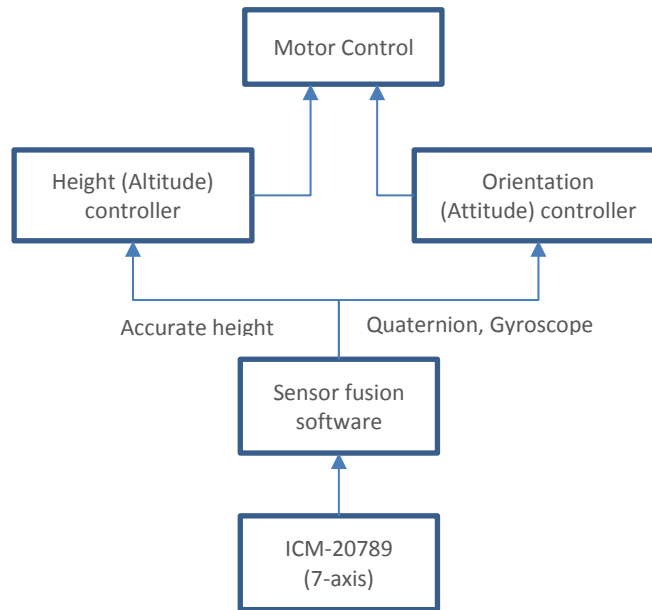 Motor Control
Height (Altitude)
controller
Orientation
(Attitude) controller
Accurate height
Quaternion, Gyroscope
Sensor fusion
software
ICM-20789
(7-axis)